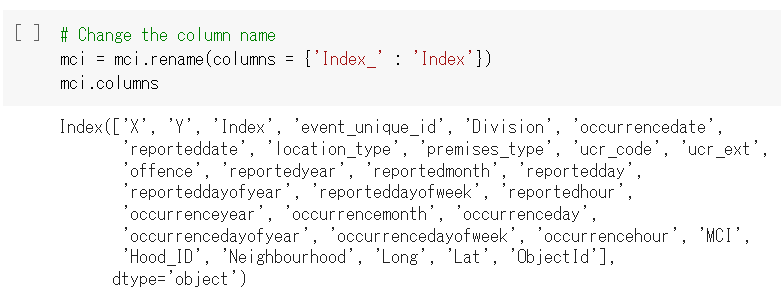 [ ] # Change the column name
mci = mci.rename(columns = {'Index_' : 'Index'})
mci.columns
Index(['X', 'Y', 'Index', 'event_unique_id', 'Division', 'occurrencedate',
'reporteddate', 'location_type', 'premises_type', 'ucr_code', 'ucr_ext',
'offence', 'reportedyear', 'reportedmonth', 'reportedday',
'reporteddayofyear', 'reporteddayofweek', 'reportedhour',
'occurrenceyear', 'occurrencemonth', 'occurrenceday',
'occurrencedayofyear', 'occurrencedayofweek', 'occurrencehour', 'MCI',
'Hood_ID', 'Neighbourhood', 'Long', 'Lat', 'ObjectId'],
dtype='object')